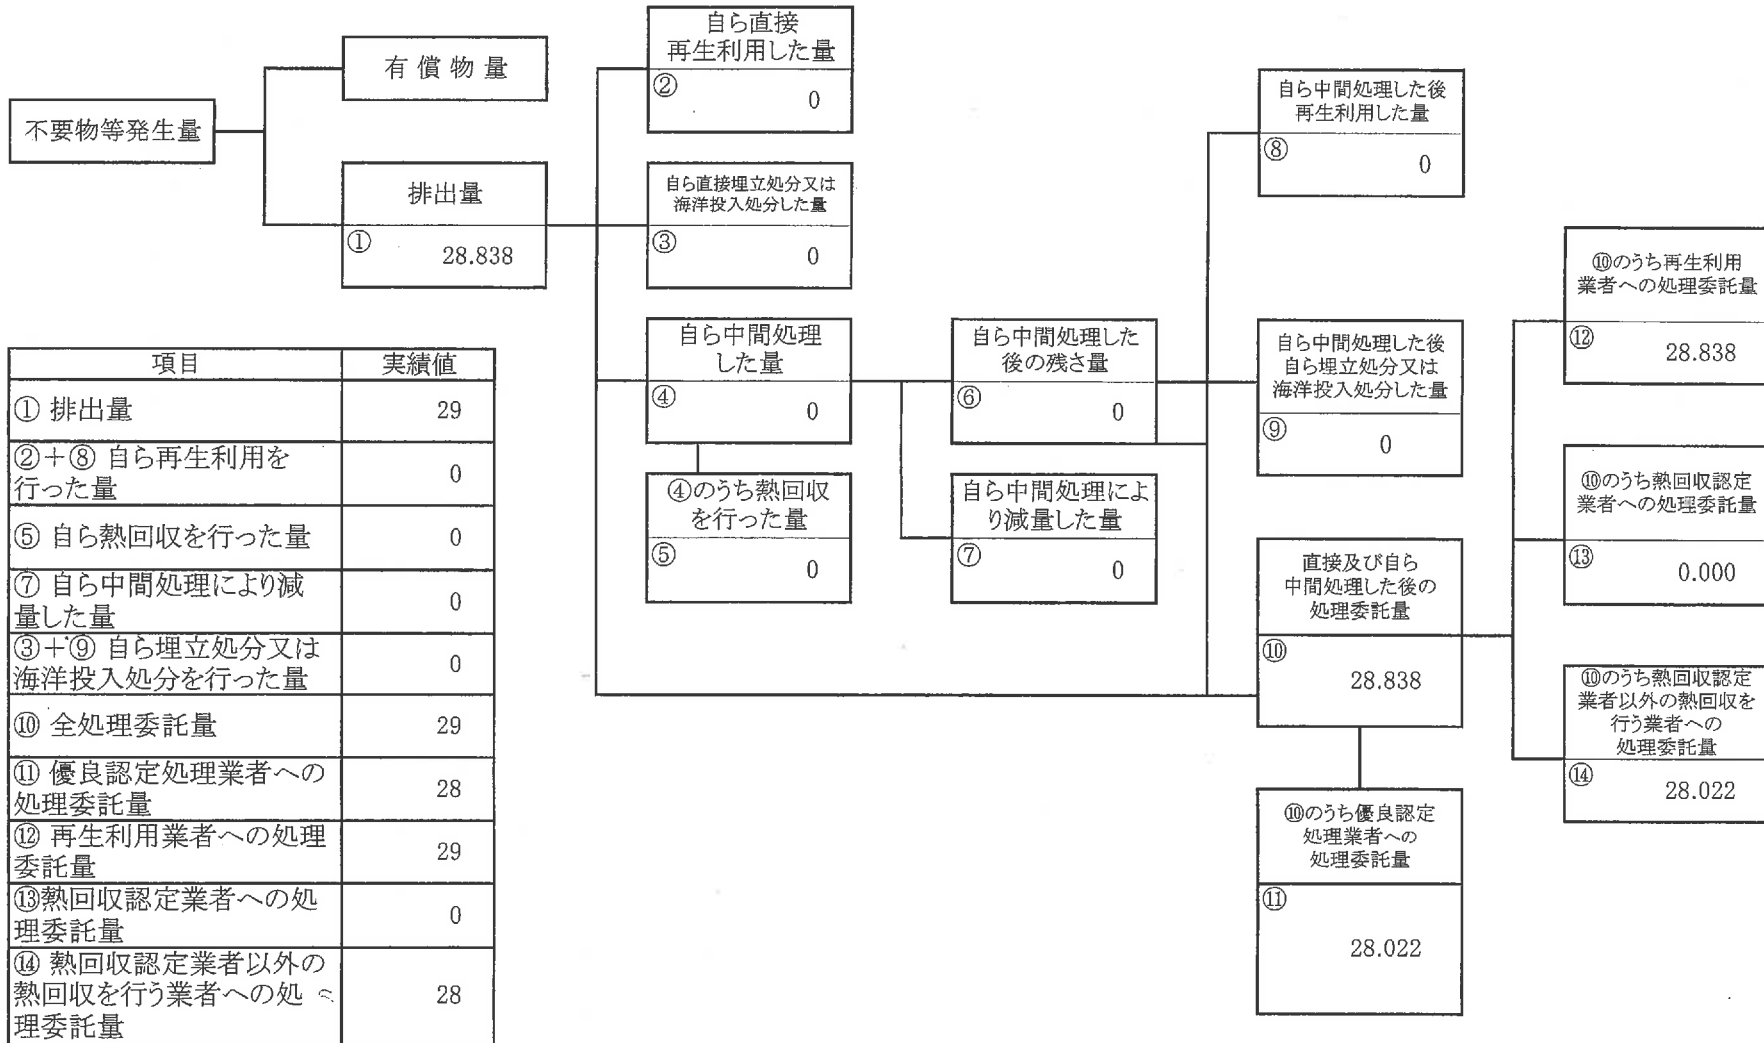 不要物等発生量
有償物量
排出量
①
28.838
自ら直接
再生利用した量
②
0
自ら直接埋立処分又は
海洋投入処分した量
③
0
自ら中間処理
した量
④
0
④のうち熱回収
を行った量
⑤
0
自ら中間処理した
後の残さ量
⑥
0
自ら中間処理によ
り減量した量
⑦
0
自ら中間処理した後
再生利用した量
⑧
0
自ら中間処理した後
自ら埋立処分又は
海洋投入処分した量
⑨
0
直接及び自ら
中間処理した後の
処理委託量
⑩
28.838
⑩のうち優良認定
処理業者への
処理委託量
⑪
28.022
⑩のうち再生利用
業者への処理委託量
⑫
28.838
⑩のうち熱回収認定
業者への処理委託量
⑬
0.000
⑩のうち熱回収認定
業者以外の熱回収を
行う業者への
処理委託量
⑭
28.022
項目 実績値
① 排出量 29
②+⑧ 自ら再生利用を
行った量 0
⑤ 自ら熱回収を行った量 0
⑦ 自ら中間処理により減
量した量 0
③+⑨ 自ら埋立処分又は
海洋投入処分を行った量 0
⑩ 全処理委託量 29
⑪ 優良認定処理業者への
処理委託量 28
⑫ 再生利用業者への処理
委託量 29
⑬熱回収認定業者への処
理委託量 0
⑭ 熱回収認定業者以外の
熱回収を行う業者への処
理委託量 28